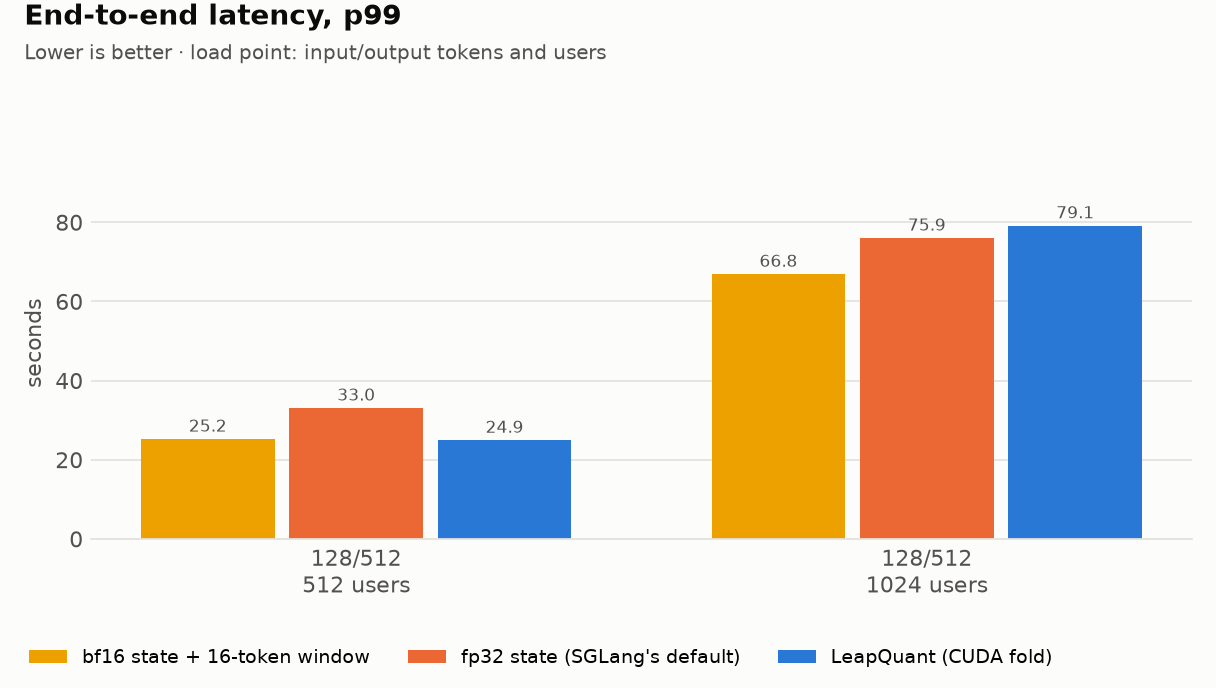 End-to-end latency, p99
Lower is better · load point: input/output tokens and users
seconds
80
60
40
20
0
25.2
33.0
24.9
66.8
75.9
79.1
128/512
512 users
128/512
1024 users
bf16 state + 16-token window
fp32 state (SGLang's default)
LeapQuant (CUDA fold)